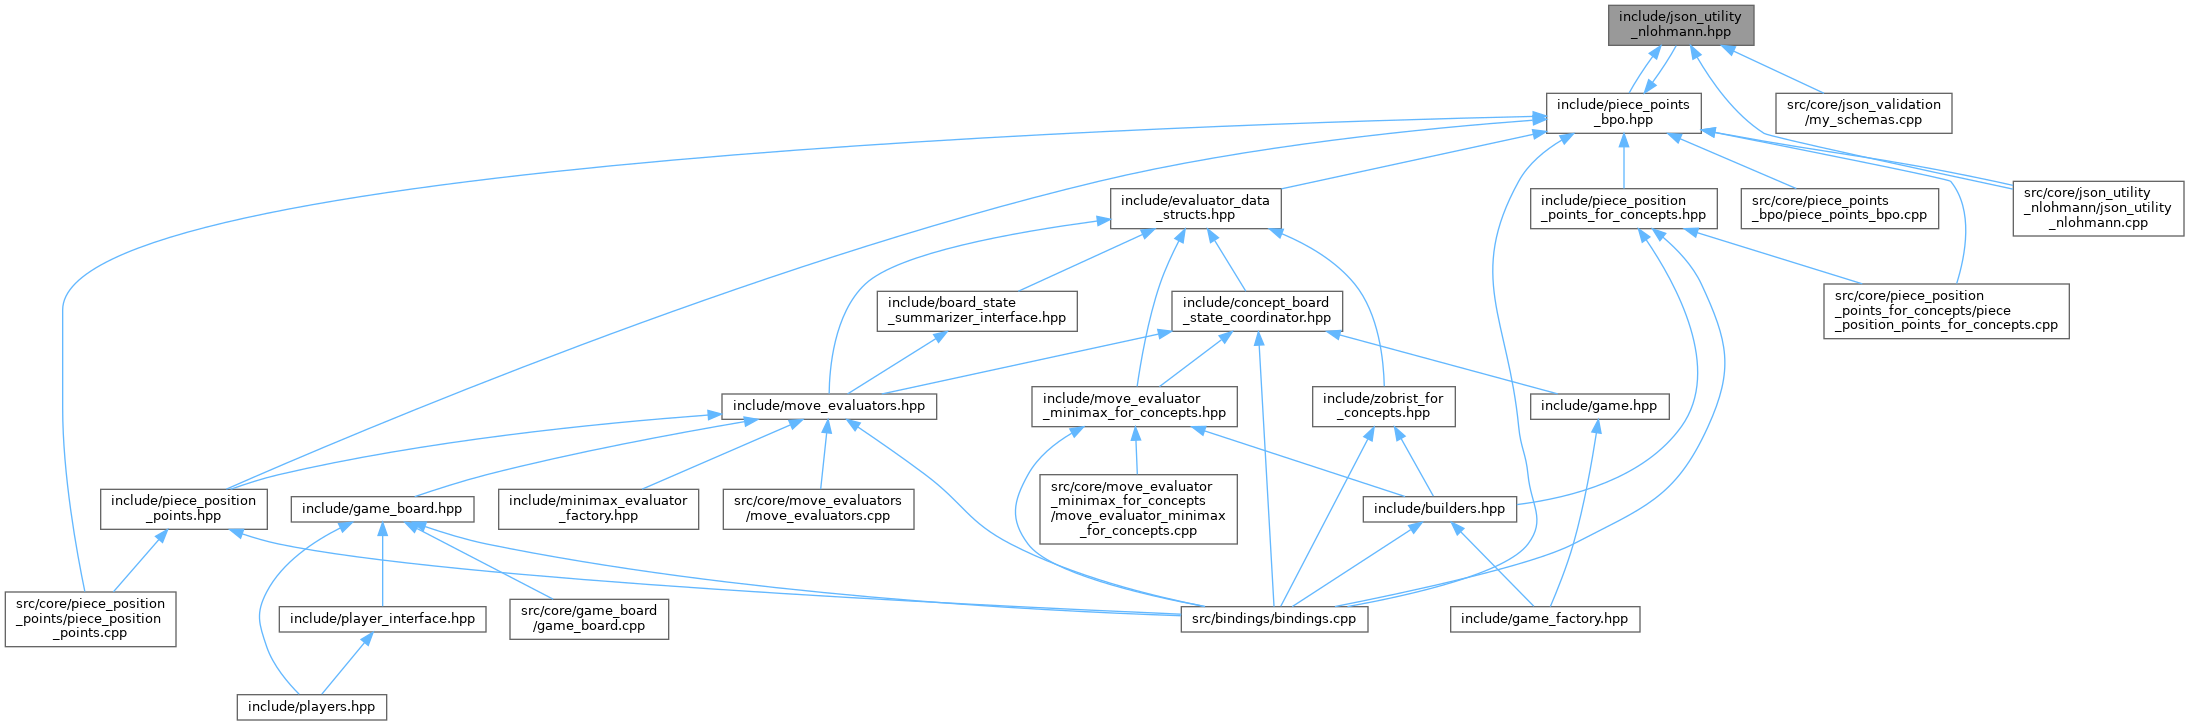 include/json_utility
_nlohmann.hpp
include/piece_points
_bpo.hpp
src/core/json_validation
/my_schemas.cpp
include/evaluator_data
_structs.hpp
include/piece_position
_points_for_concepts.hpp
src/core/piece_points
_bpo/piece_points_bpo.cpp
src/core/json_utility
_nlohmann/json_utility
_nlohmann.cpp
include/board_state
_summarizer_interface.hpp
include/concept_board
_state_coordinator.hpp
src/core/piece_position
_points_for_concepts/piece
_position_points_for_concepts.cpp
include/move_evaluators.hpp
include/move_evaluator
_minimax_for_concepts.hpp
include/zobrist_for
_concepts.hpp
include/game.hpp
include/piece_position
_points.hpp
include/game_board.hpp
include/minimax_evaluator
_factory.hpp
src/core/move_evaluators
/move_evaluators.cpp
src/core/move_evaluator
_minimax_for_concepts
/move_evaluator_minimax
_for_concepts.cpp
include/builders.hpp
src/core/piece_position
_points/piece_position
_points.cpp
include/player_interface.hpp
src/core/game_board
/game_board.cpp
src/bindings/bindings.cpp
include/game_factory.hpp
include/players.hpp